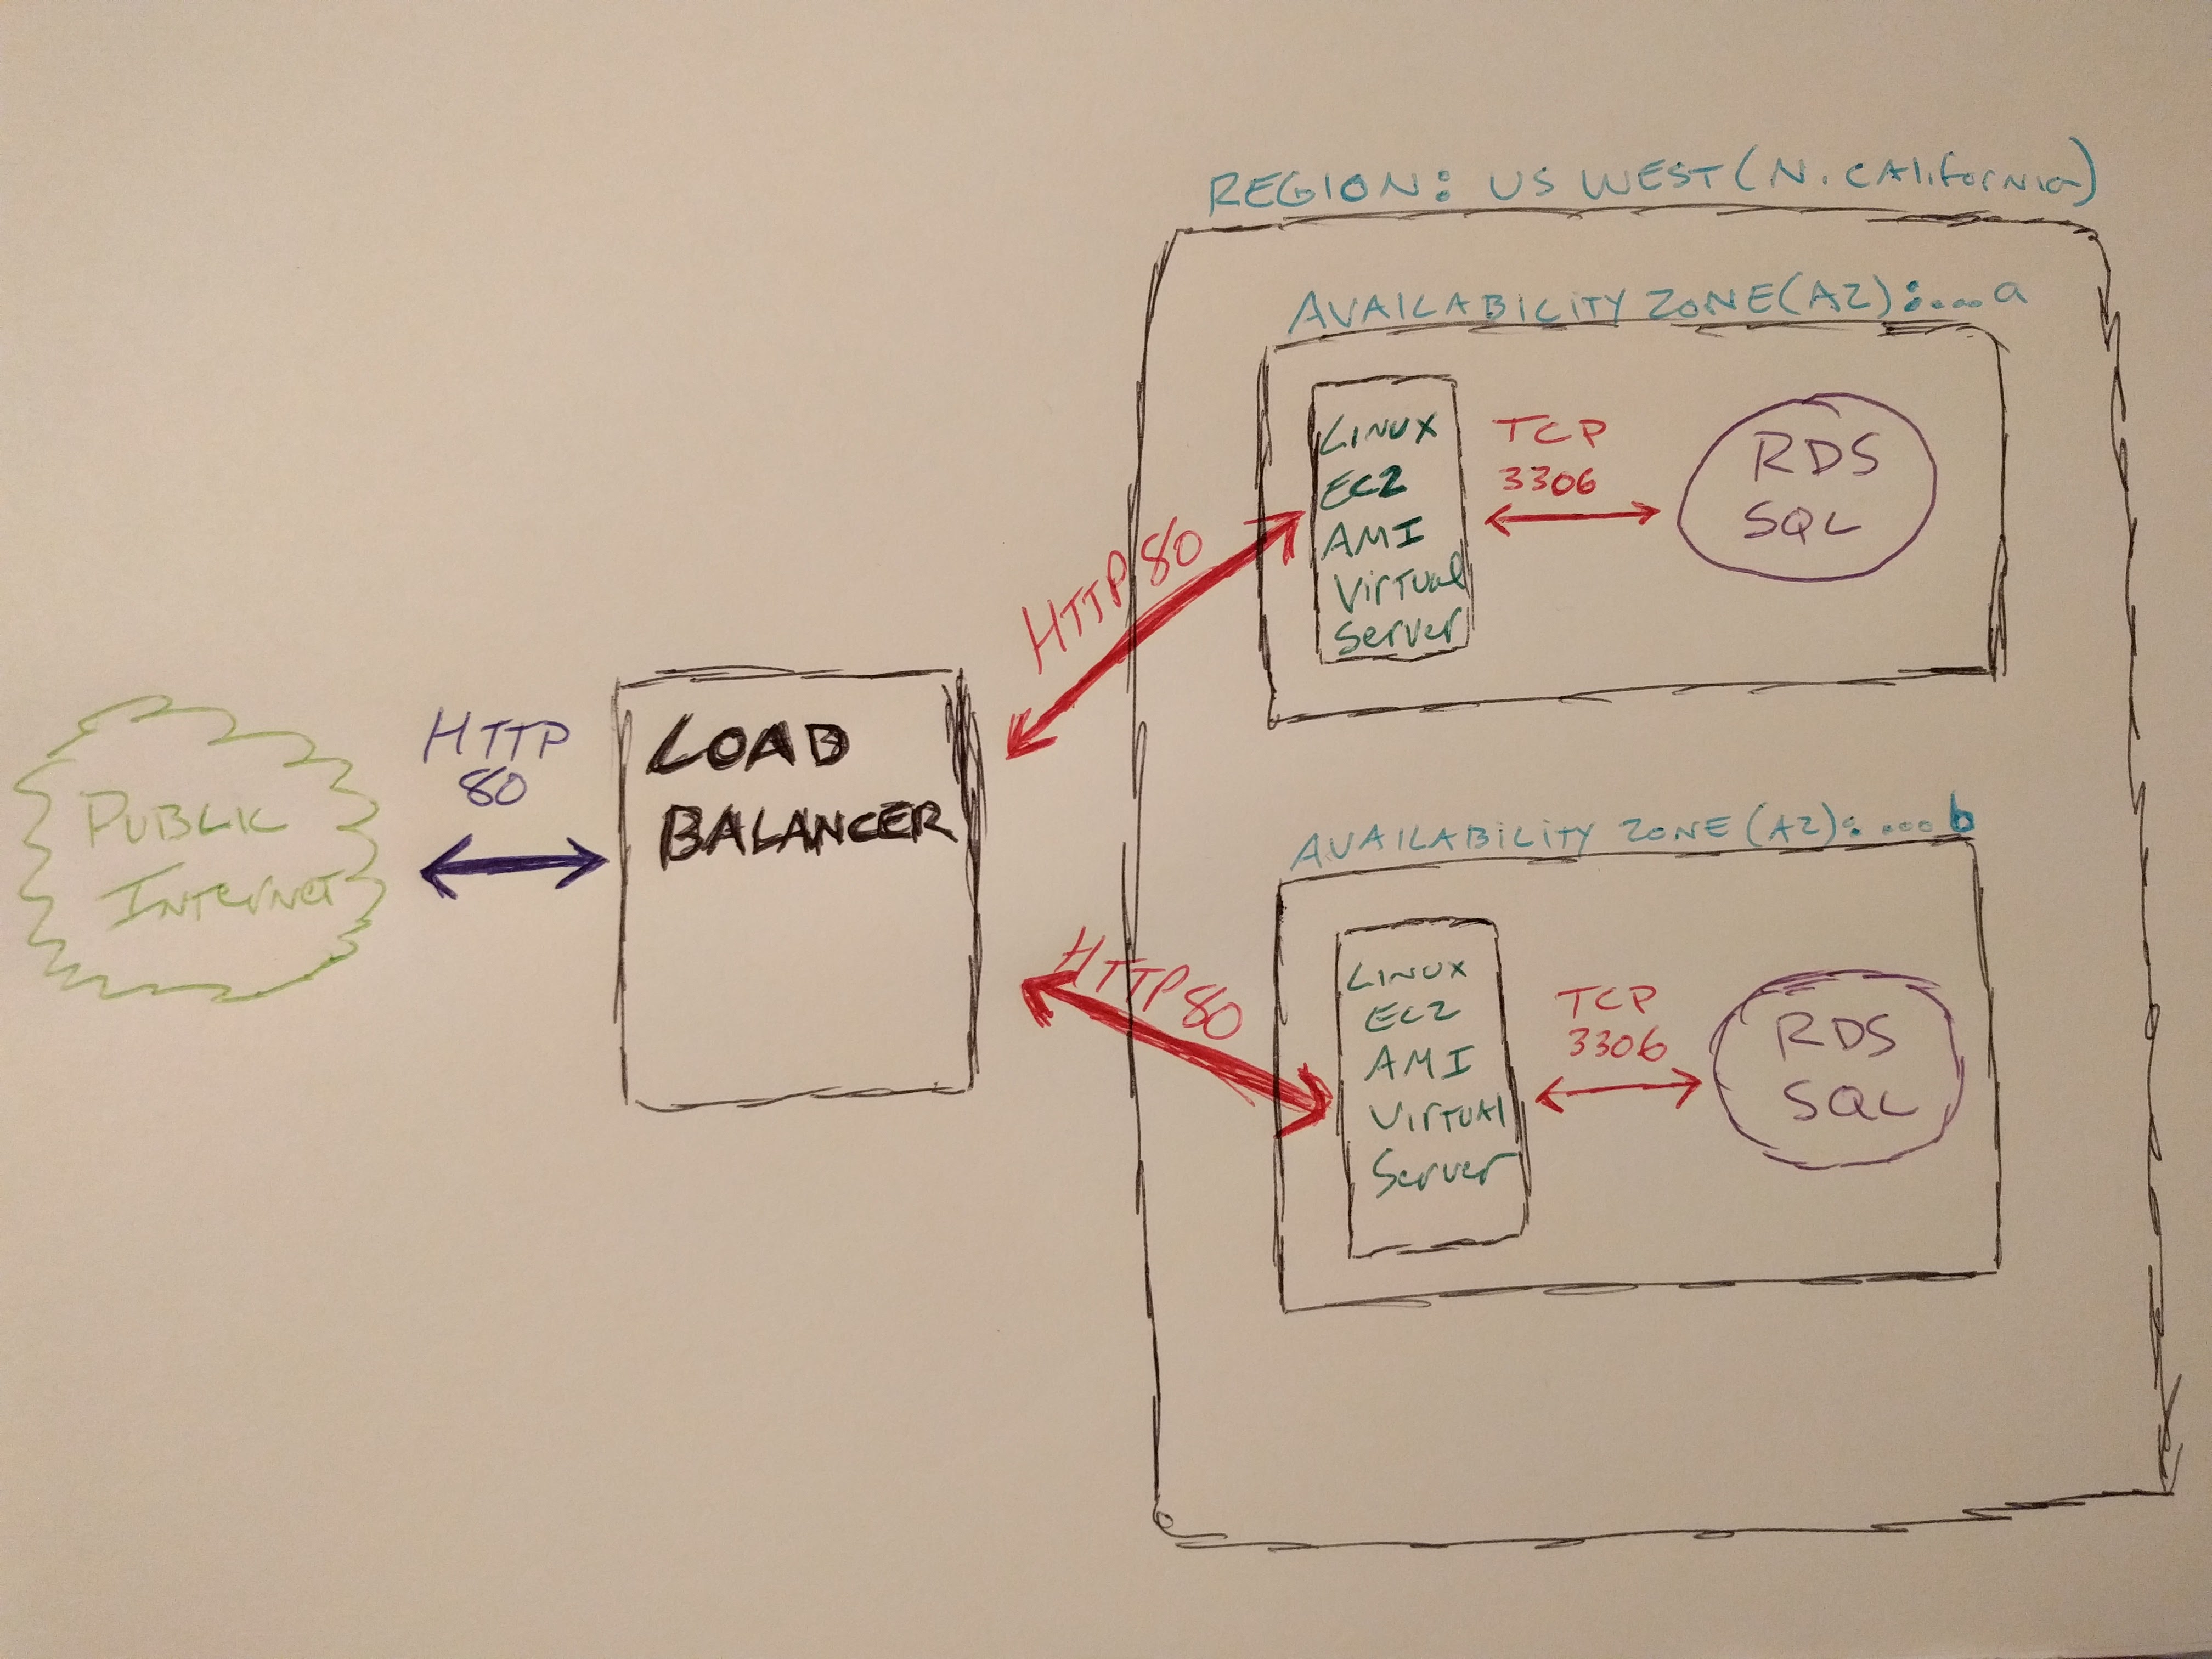 REGION: US WEST (N. CALifornia)
AVAILABILITY ZONE (AZ):...a
LINUX
EC2
AMI
Virtual
Server
TCP
3306
RDS
SQL
HTTP 80
PUBLIC
INTerNeT
HTTP
80
LOAD
BALANCER
HTTP 80
AVAILABILITY ZONE (AZ): ...b
LINUX
EC2
AMI
VirTUAL
Server
TCP
3306
RDS
SQL